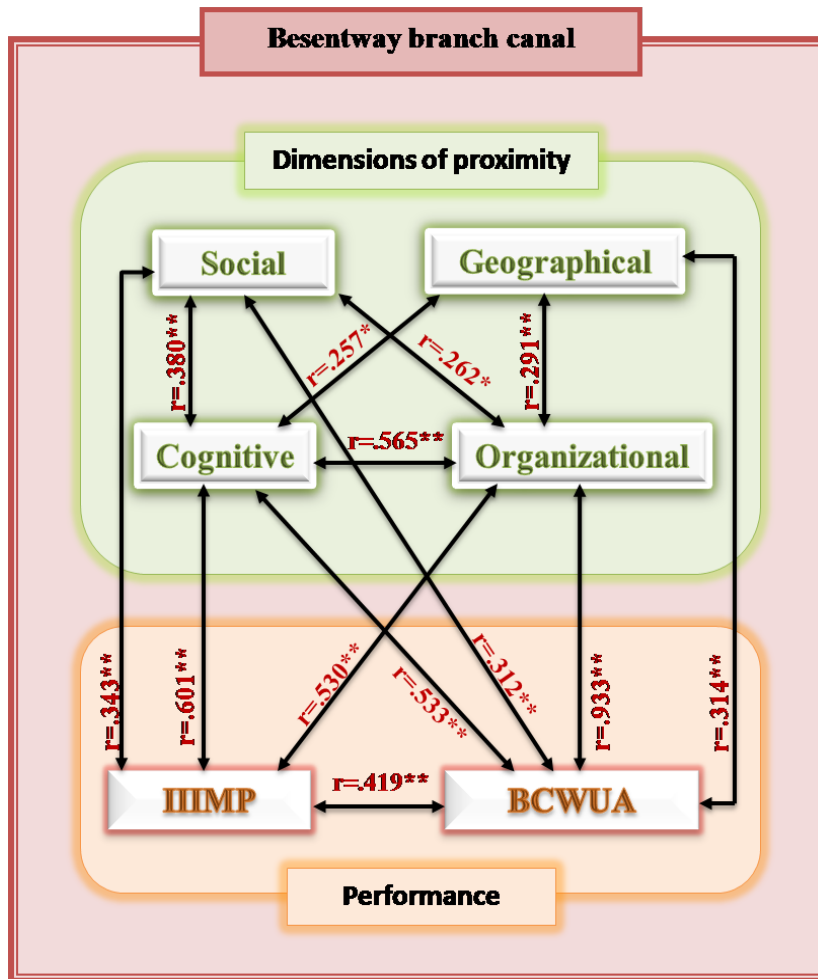 Besentway branch canal
Dimensions of proximity
Social
Geographical
r=.380**
r=.257*
r=.262*
r=.291**
Cognitive
r=.565**
Organizational
r=.343**
r=.601**
r=.530**
r=.533**
r=.312**
r=.933**
r=.314**
IIIMP
r=.419**
BCWUA
Performance